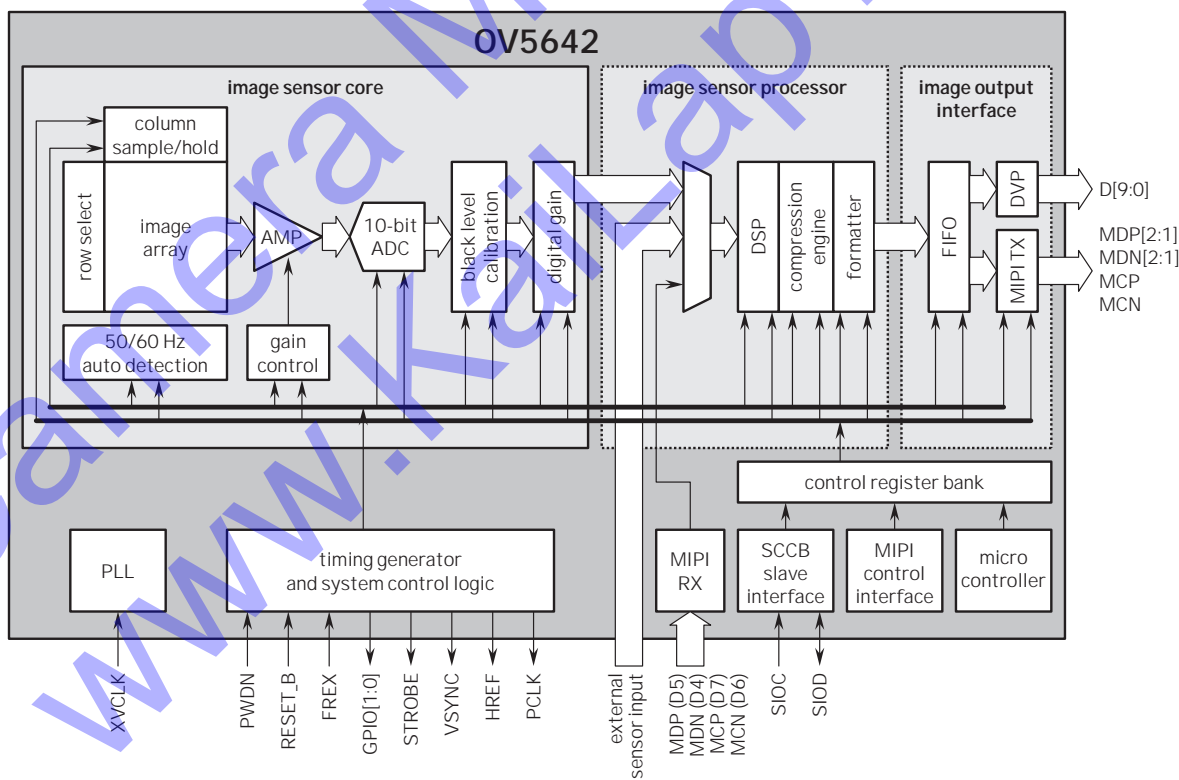 OV5642
image sensor core
image sensor processor
image output
interface
column
sample/hold
row select
image
array
AMP
10-bit
ADC
black level
calibration
digital gain
DSP
compression
engine
formatter
FIFO
DVP
MIPI TX
D[9:0]
MDP[2:1]
MDN[2:1]
MCP
MCN
50/60 Hz
auto detection
gain
control
control register bank
PLL
timing generator
and system control logic
MIPI
RX
SCCB
slave
interface
MIPI
control
interface
micro
controller
XVCLK
PWDN
RESET_B
FREX
GPIO[1:0]
STROBE
VSYNC
HREF
PCLK
external
sensor input
MDP (D5)
MDN (D4)
MCP (D7)
MCN (D6)
SIOC
SIOD
www.KaiLap